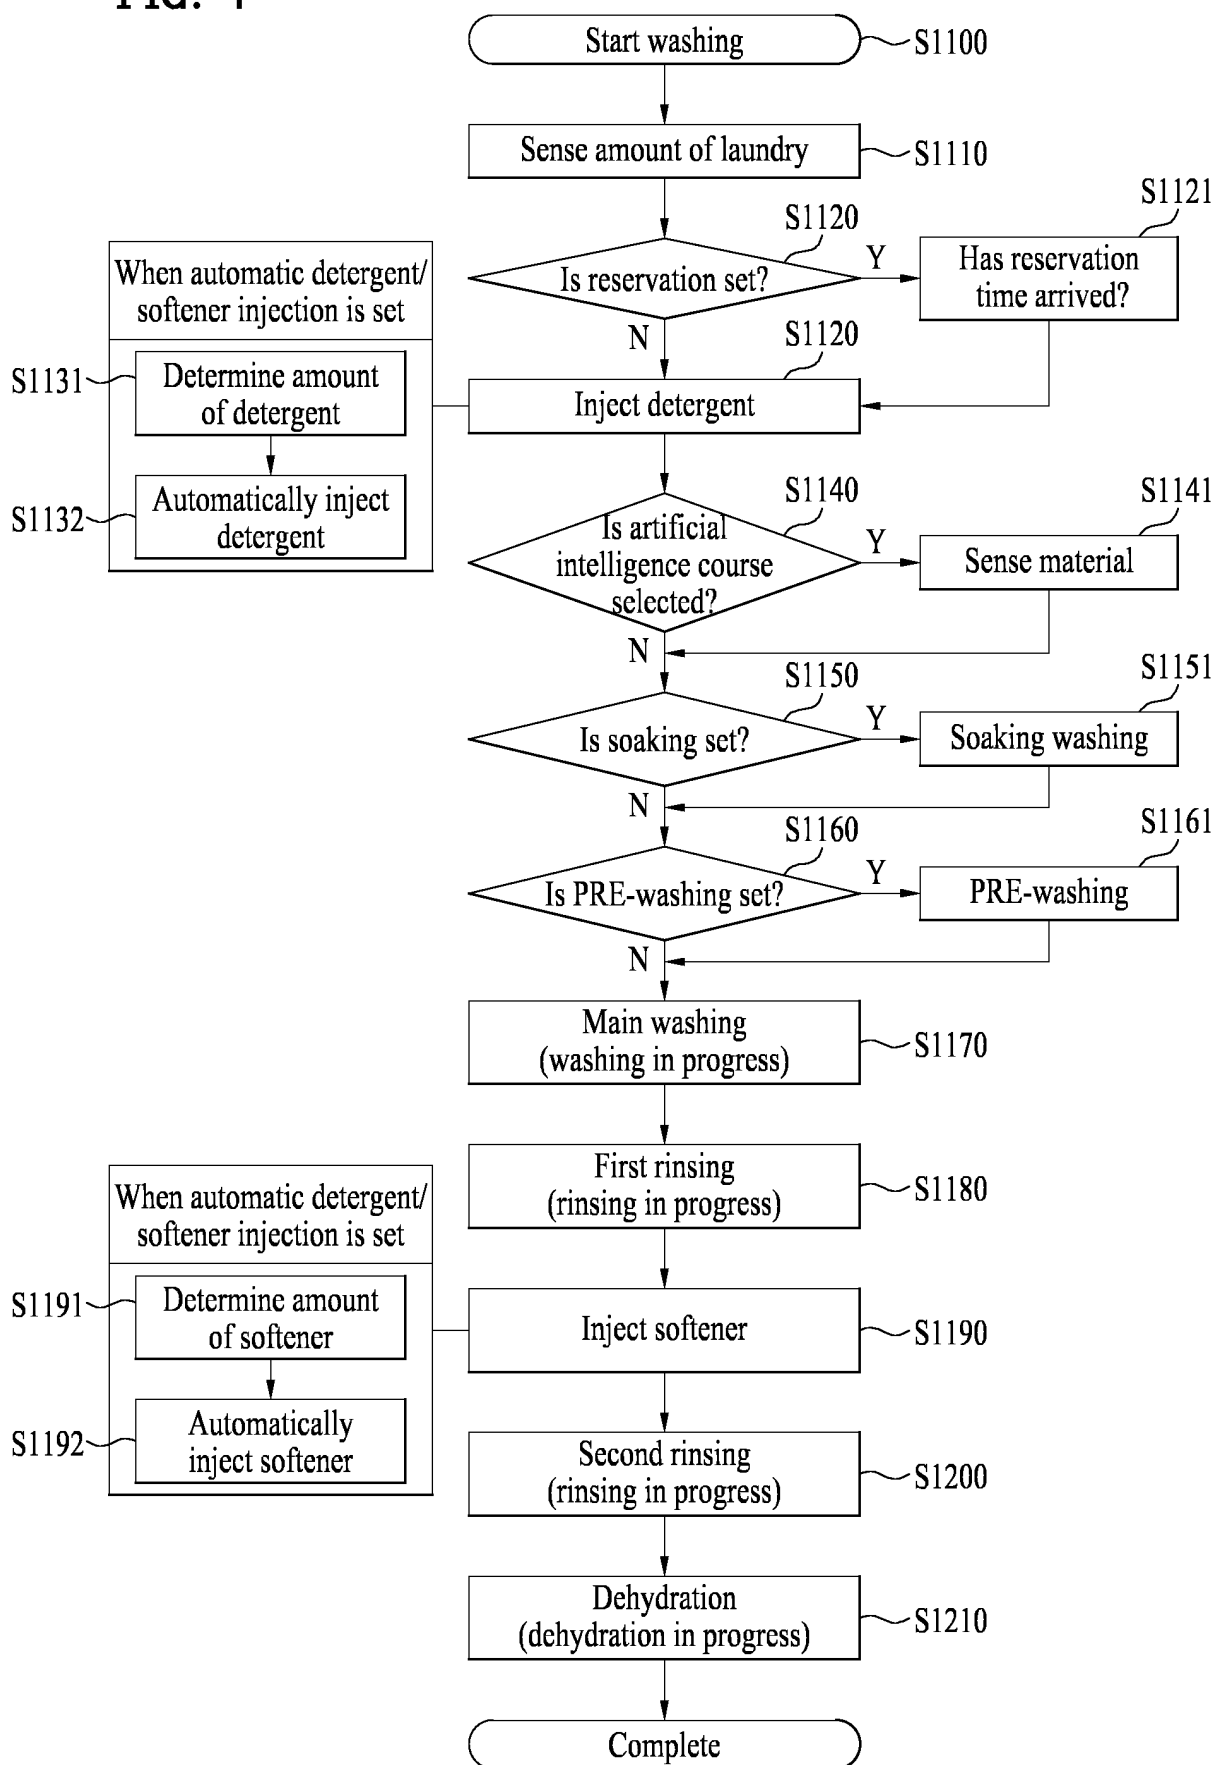 Start washing
S1100
Sense amount of laundry
S1110
S1120
Is reservation set?
Y
S1121
Has reservation
time arrived?
N
When automatic detergent/
softener injection is set
S1131
Determine amount
of detergent
S1132
Automatically inject
detergent
S1120
Inject detergent
S1140
Is artificial
intelligence course
selected?
Y
S1141
Sense material
N
S1150
Is soaking set?
Y
S1151
Soaking washing
N
S1160
Is PRE-washing set?
Y
S1161
PRE-washing
N
Main washing
(washing in progress)
S1170
First rinsing
(rinsing in progress)
S1180
When automatic detergent/
softener injection is set
S1191
Determine amount
of softener
S1192
Automatically
inject softener
Inject softener
S1190
Second rinsing
(rinsing in progress)
S1200
Dehydration
(dehydration in progress)
S1210
Complete